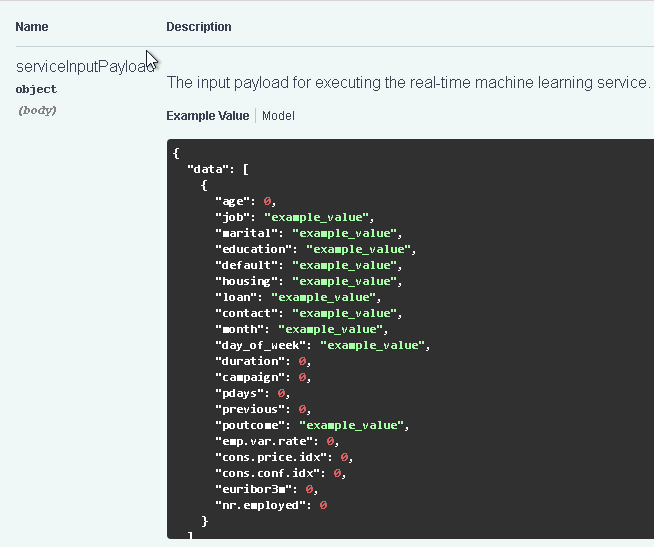 Name Description
serviceInputPayload
object
(body)
The input payload for executing the real-time machine learning service.
Example Value Model
{
"data": [
{
"age": 0,
"job": "example_value",
"marital": "example_value",
"education": "example_value",
"default": "example_value",
"housing": "example_value",
"loan": "example_value",
"contact": "example_value",
"month": "example_value",
"day_of_week": "example_value",
"duration": 0,
"campaign": 0,
"pdays": 0,
"previous": 0,
"poutcome": "example_value",
"emp.var.rate": 0,
"cons.price.idx": 0,
"cons.conf.idx": 0,
"euribor3m": 0,
"nr.employed": 0
}
]